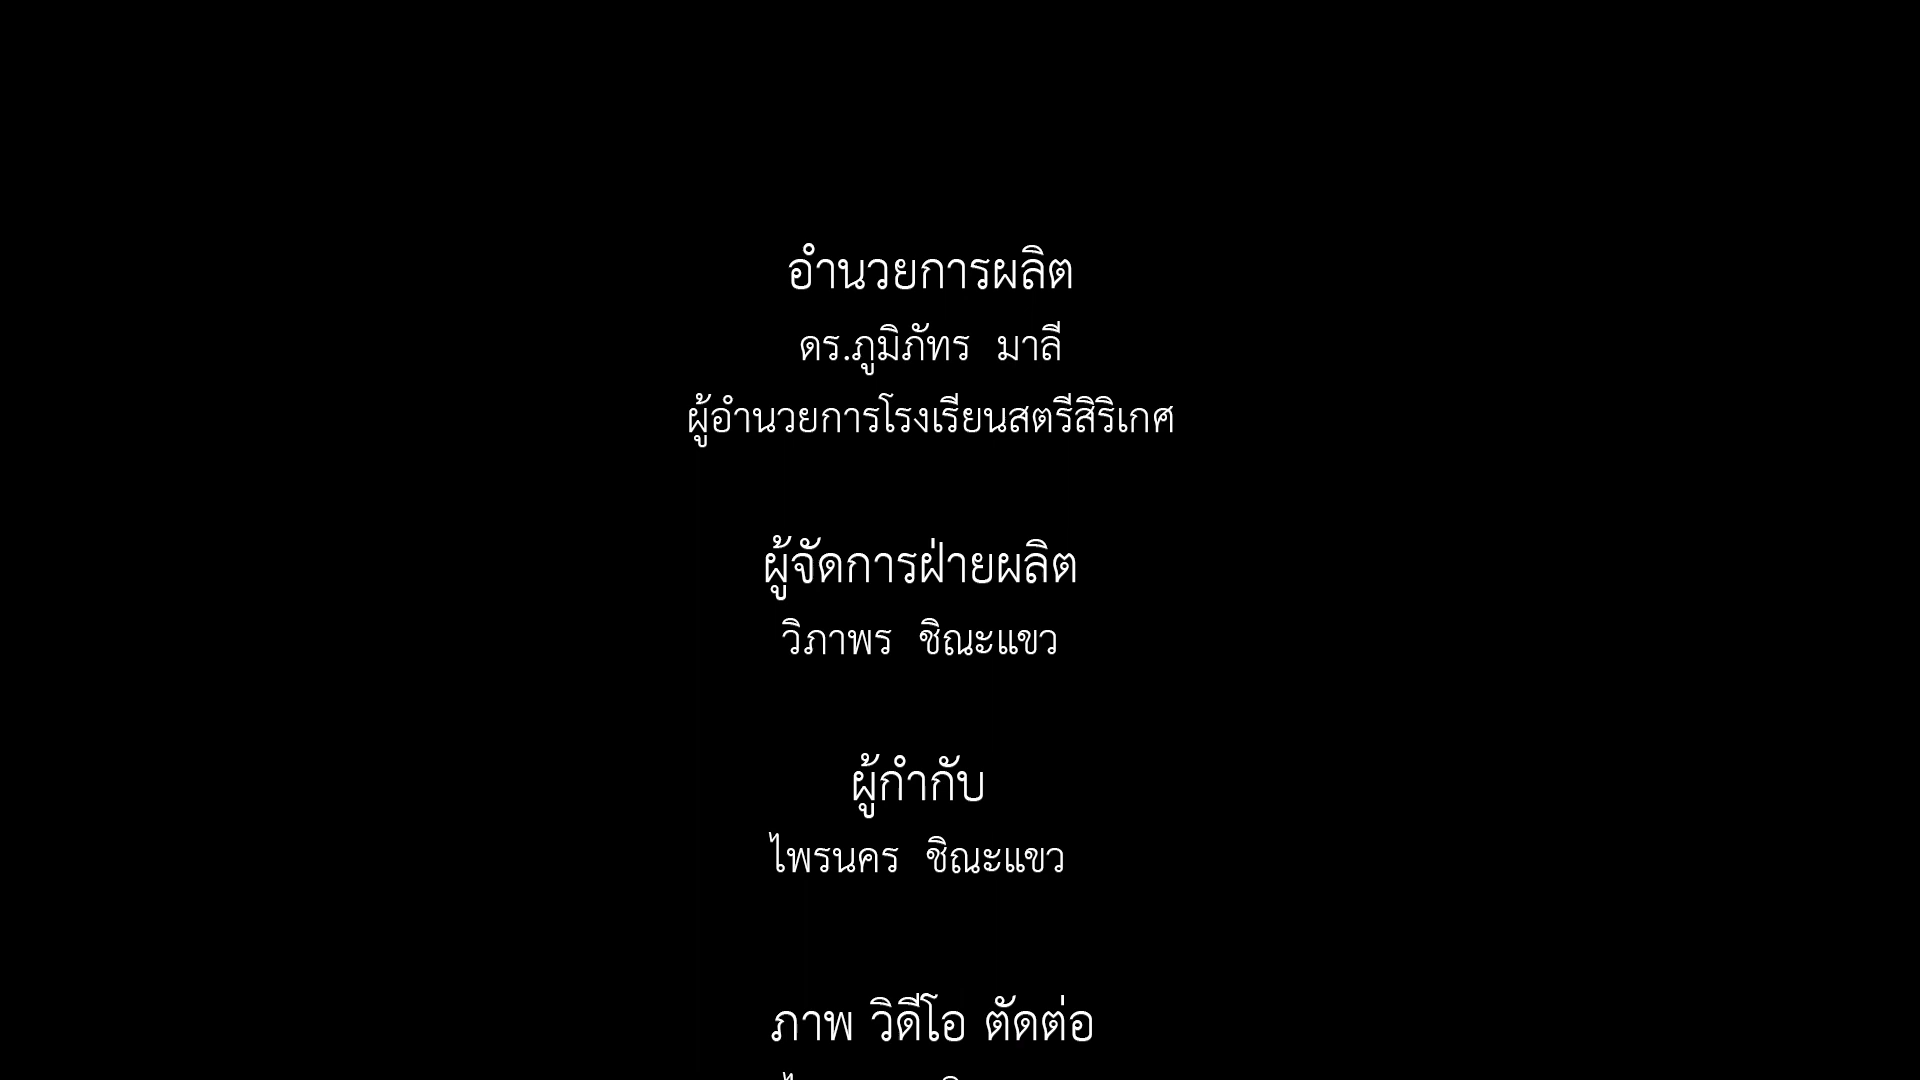 อำนวยการผลิต
ดร.ภูมิภัทร มาลี
ผู้อำนวยการโรงเรียนสตรีสิริเกศ
ผู้จัดการฝ่ายผลิต
วิภาพร ชิณะแขว
ผู้กำกับ
ไพรนคร ชิณะแขว
ภาพ วิดีโอ ตัดต่อ